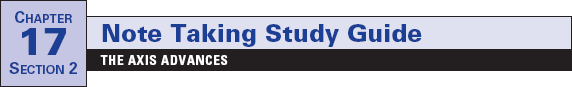 CHAPTER
17
SECTION 2
Note Taking Study Guide
THE AXIS ADVANCES